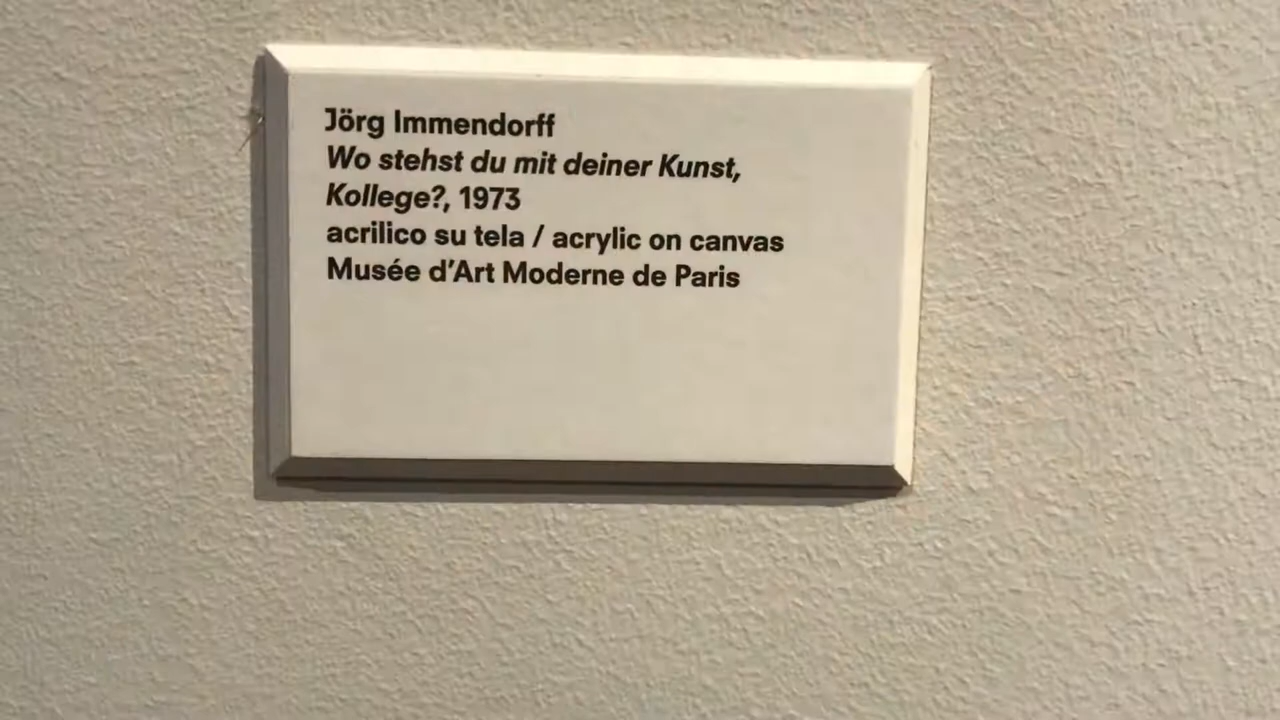 Jörg Immendorff
Wo stehst du mit deiner Kunst,
Kollege?, 1973
acrilico su tela / acrylic on canvas
Musée d’Art Moderne de Paris